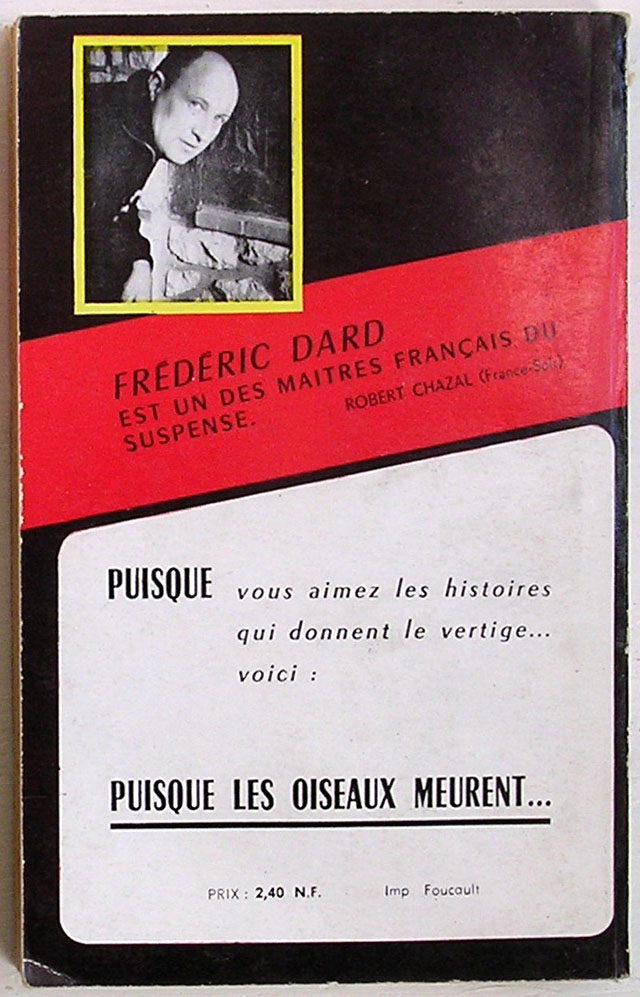 FRÉDÉRIC DARD
EST UN DES MAITRES FRANÇAIS DU
SUSPENSE.
ROBERT CHAZAL (France-Soir)
PUISQUE vous aimez les histoires
qui donnent le vertige...
voici :
PUISQUE LES OISEAUX MEURENT...
PRIX : 2,40 N.F. Imp Foucault